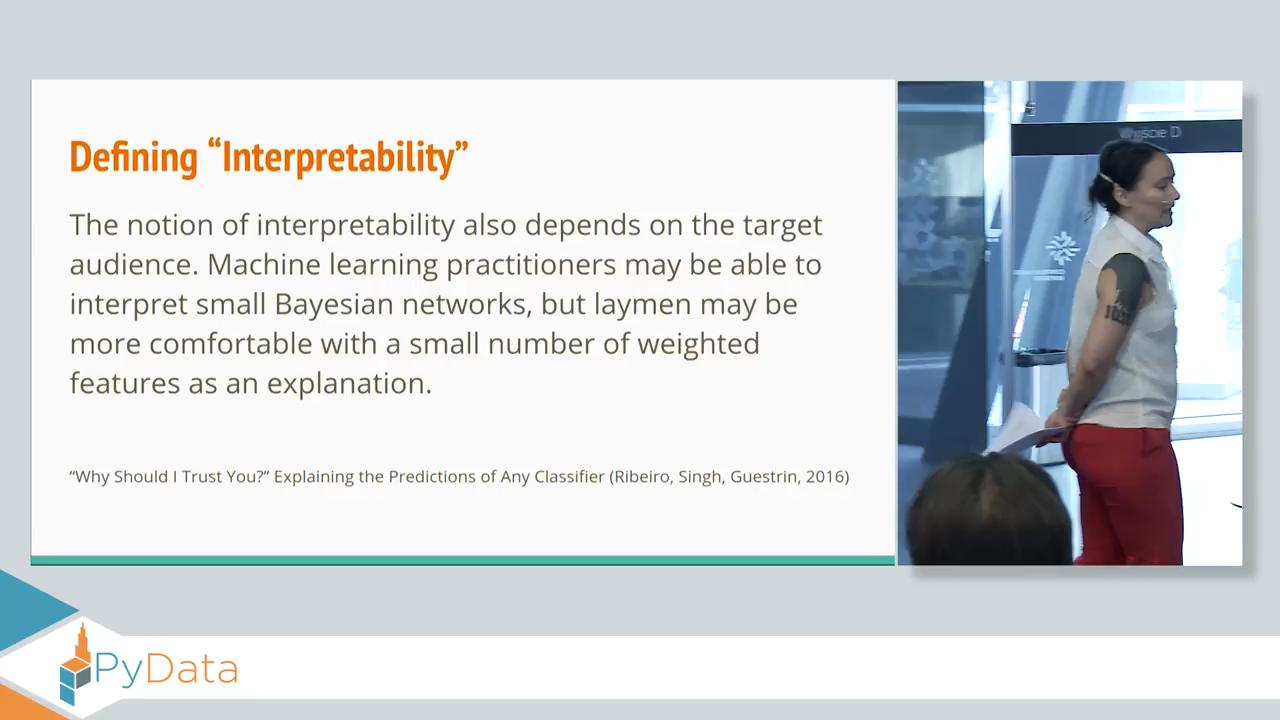 Defining “Interpretability”
The notion of interpretability also depends on the target
audience. Machine learning practitioners may be able to
interpret small Bayesian networks, but laymen may be
more comfortable with a small number of weighted
features as an explanation.
“Why Should I Trust You?” Explaining the Predictions of Any Classifier (Ribeiro, Singh, Guestrin, 2016)
PyData